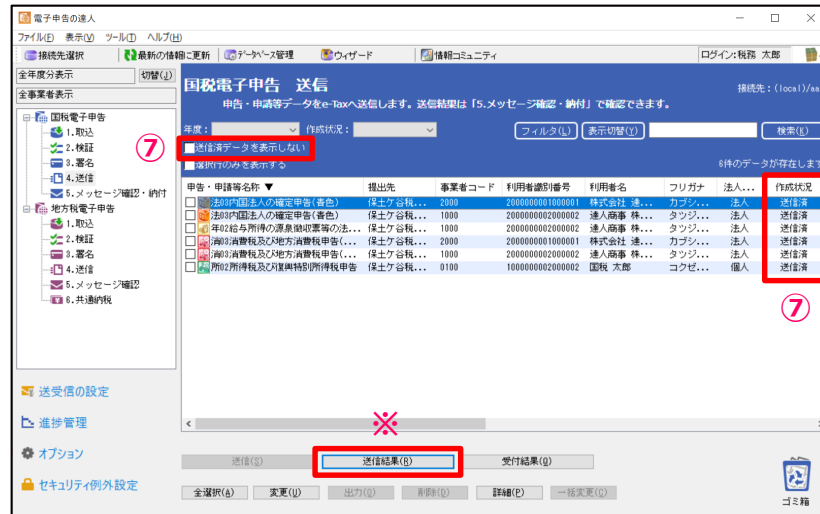 電子申告の達人
ファイル(F) 表示(V) ツール(T) ヘルプ(H)
接続先選択 最新の情報に更新 データベース管理 ウィザード 情報コミュニティ ログイン:税務 太郎
全年度分表示 切替(J)
全事業者表示
国税電子申告
1.取込
2.検証
3.署名
4.送信
5.メッセージ確認・納付
地方税電子申告
1.取込
2.検証
3.署名
4.送信
5.メッセージ確認
6.共通納税
送受信の設定
進捗管理
オプション
セキュリティ例外設定
国税電子申告 送信
接続先:(local)/aa
申告・申請等データをe-Taxへ送信します。送信結果は「5.メッセージ確認・納付」で確認できます。
年度: 作成状況: フィルタ(L) 表示切替(Y) 検索(K)
⑦ 送信済データを表示しない
選択行のみを表示する 6件のデータが存在します
申告・申請等名称 ▼ 提出先 事業者コード 利用者識別番号 利用者名 フリガナ 法人... 作成状況
法03内国法人の確定申告(青色) 保土ケ谷税... 2000 2000000001000001 株式会社 達... カブシ... 法人 送信済
法03内国法人の確定申告(青色) 保土ケ谷税... 1000 2000000002000002 達人商事 株... タツジ... 法人 送信済
年02給与所得の源泉徴収票等の法... 保土ケ谷税... 1000 2000000002000002 達人商事 株... タツジ... 法人 送信済
消03消費税及び地方消費税申告(... 保土ケ谷税... 2000 2000000001000001 株式会社 達... カブシ... 法人 送信済
消03消費税及び地方消費税申告(... 保土ケ谷税... 1000 2000000002000002 達人商事 株... タツジ... 法人 送信済
所02所得税及び復興特別所得税申告 保土ケ谷税... 0100 1000000002000002 国税 太郎 コクゼ... 個人 送信済
⑦
※
送信(S) 送信結果(R) 受付結果(Q)
全選択(A) 変更(U) 出力(O) 削除(D) 詳細(P) 一括変更(C)
ゴミ箱